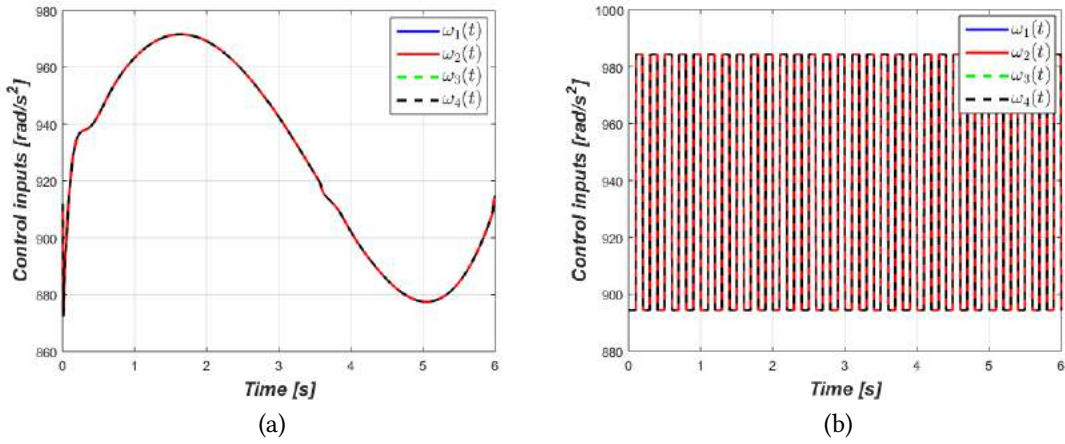 980
960
940
920
900
880
860
0 1 2 3 4 5 6
Control inputs [rad/s²]
Time [s]
ω₁(t)
ω₂(t)
ω₃(t)
ω₄(t)
(a)
1000
980
960
940
920
900
880
0 1 2 3 4 5 6
Control inputs [rad/s²]
Time [s]
ω₁(t)
ω₂(t)
ω₃(t)
ω₄(t)
(b)